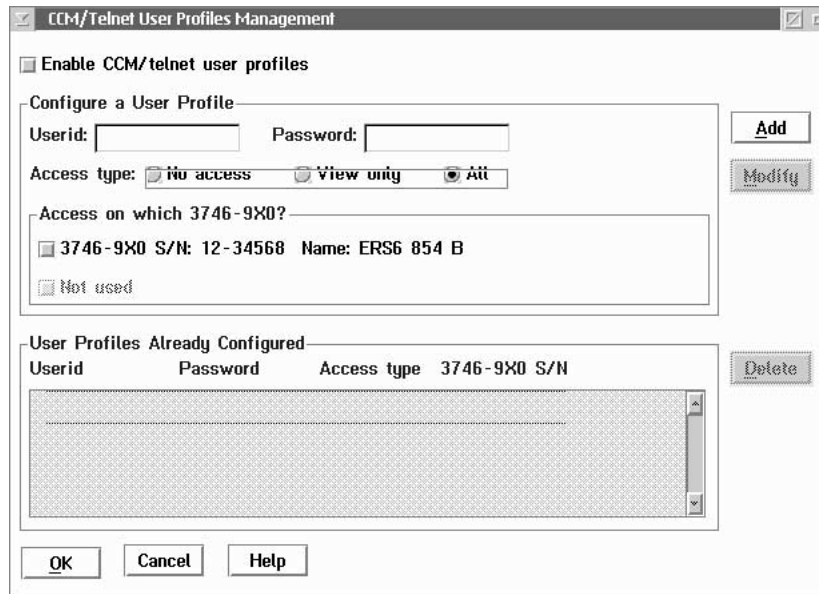 CCM/Telnet User Profiles Management
Enable CCM/telnet user profiles
Configure a User Profile
Userid: Password:
Add
Access type: No access View only All
Modify
Access on which 3746-9X0?
3746-9X0 S/N: 12-34568 Name: ERS6 854 B
Not used
User Profiles Already Configured
Userid Password Access type 3746-9X0 S/N
Delete
OK Cancel Help